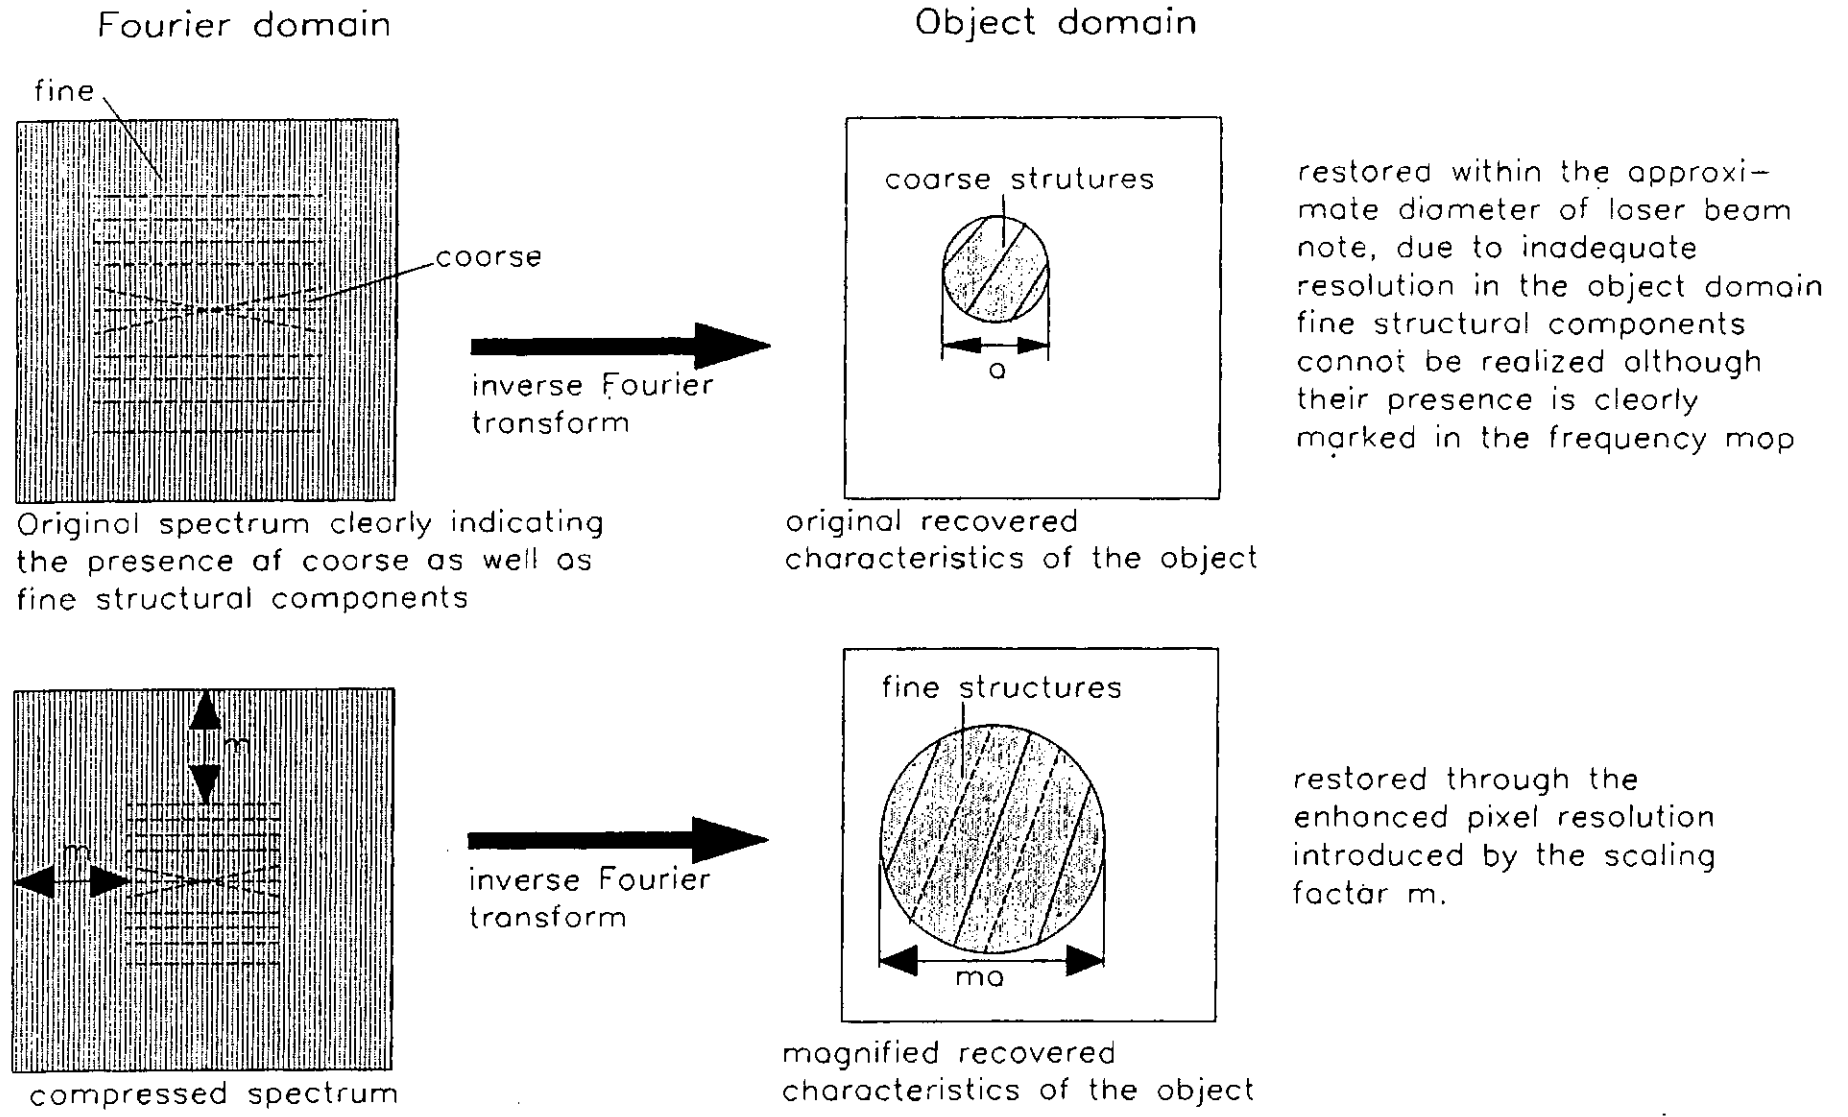 Fourier domain
Object domain
fine
coarse
inverse Fourier
transform
coarse strutures
a
restored within the approxi-
mate diameter of laser beam
note, due to inadequate
resolution in the object domain
fine structural components
cannot be realized although
their presence is clearly
marked in the frequency map
Original spectrum clearly indicating
the presence of coarse as well as
fine structural components
original recovered
characteristics of the object
m
m
compressed spectrum
inverse Fourier
transform
fine structures
ma
magnified recovered
characteristics of the object
restored through the
enhanced pixel resolution
introduced by the scaling
factor m.